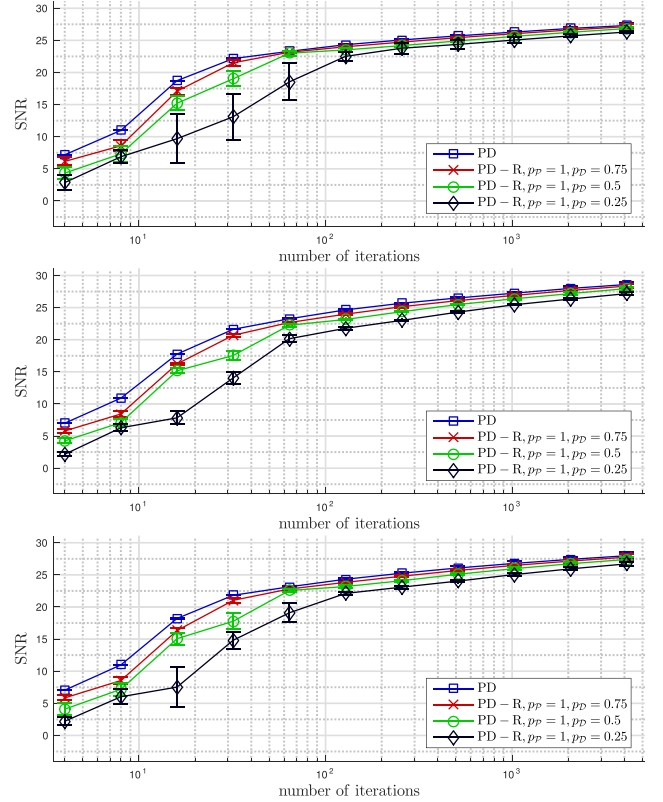 30
25
20
15
10
5
0
SNR
PD
PD − R, p_𝒫 = 1, p_𝒟 = 0.75
PD − R, p_𝒫 = 1, p_𝒟 = 0.5
PD − R, p_𝒫 = 1, p_𝒟 = 0.25
10^1
10^2
10^3
number of iterations
30
25
20
15
10
5
0
SNR
PD
PD − R, p_𝒫 = 1, p_𝒟 = 0.75
PD − R, p_𝒫 = 1, p_𝒟 = 0.5
PD − R, p_𝒫 = 1, p_𝒟 = 0.25
10^1
10^2
10^3
number of iterations
30
25
20
15
10
5
0
SNR
PD
PD − R, p_𝒫 = 1, p_𝒟 = 0.75
PD − R, p_𝒫 = 1, p_𝒟 = 0.5
PD − R, p_𝒫 = 1, p_𝒟 = 0.25
10^1
10^2
10^3
number of iterations